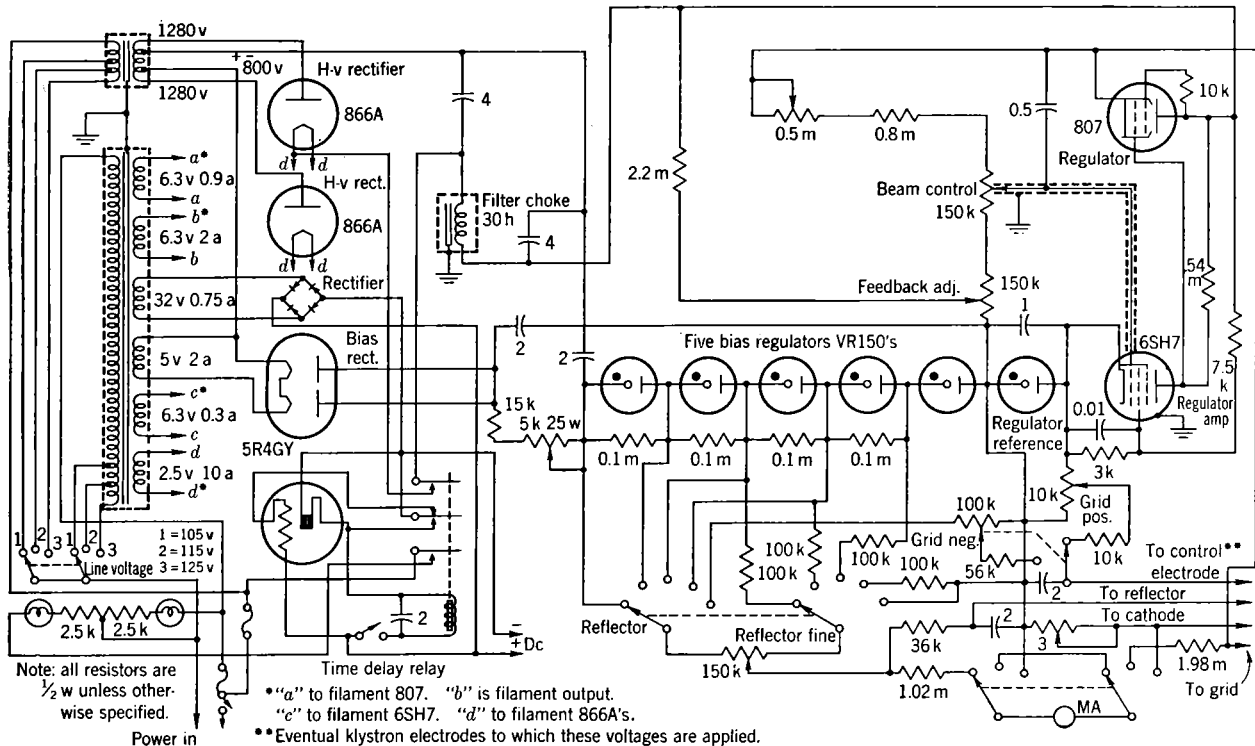 1280 v
+ -
800 v
1280 v
H-v rectifier
866A
d d
H-v rect.
866A
d d
Rectifier
a*
6.3 v 0.9 a
a
b*
6.3 v 2 a
b
32 v 0.75 a
5 v 2 a
c*
6.3 v 0.3 a
c
d
2.5 v 10 a
d*
Bias
rect.
5R4GY
4
Filter choke
30 h
4
2
2
15 k
5 k 25 w
2.2 m
0.5 m
0.8 m
0.5
Beam control
150 k
Feedback adj.
150 k
1
807
Regulator
10 k
.54
m
7.5
k
6SH7
Regulator
amp
Five bias regulators VR150's
Regulator
reference
0.1 m
0.1 m
0.1 m
0.1 m
0.01
3 k
10 k
Grid
pos.
10 k
100 k
Grid neg.
56 k
100 k
100 k
100 k
100 k
2
To control**
electrode
To reflector
To cathode
To grid
36 k
2
3
1.98 m
1.02 m
MA
Reflector
Reflector fine
150 k
1 2 3
1 2 3
Line voltage
1 = 105 v
2 = 115 v
3 = 125 v
2.5 k
2.5 k
2
Time delay relay
-
+ Dc
Note: all resistors are
1/2 w unless other-
wise specified.
Power in
*"a" to filament 807. "b" is filament output.
"c" to filament 6SH7. "d" to filament 866A's.
**Eventual klystron electrodes to which these voltages are applied.